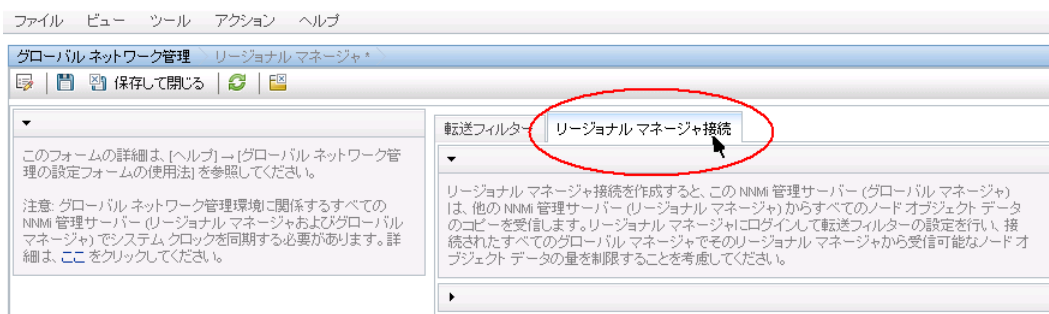 ファイル ビュー ツール アクション ヘルプ
グローバル ネットワーク管理 リージョナル マネージャ *
保存して閉じる
このフォームの詳細は、[ヘルプ]→[グローバル ネットワーク管
理の設定フォームの使用法] を参照してください。
注意: グローバル ネットワーク管理環境に関係するすべての
NNMi 管理サーバー (リージョナル マネージャおよびグローバル
マネージャ) でシステム クロックを同期する必要があります。詳
細は、ここ をクリックしてください。
転送フィルター リージョナル マネージャ接続
リージョナル マネージャ接続を作成すると、この NNMi 管理サーバー (グローバル マネージャ)
は、他の NNMi 管理サーバー (リージョナル マネージャ) からすべてのノード オブジェクト データ
のコピーを受信します。リージョナル マネージャにログインして転送フィルターの設定を行い、接
続されたすべてのグローバル マネージャでそのリージョナル マネージャから受信可能なノード オ
ブジェクト データの量を制限することを考慮してください。